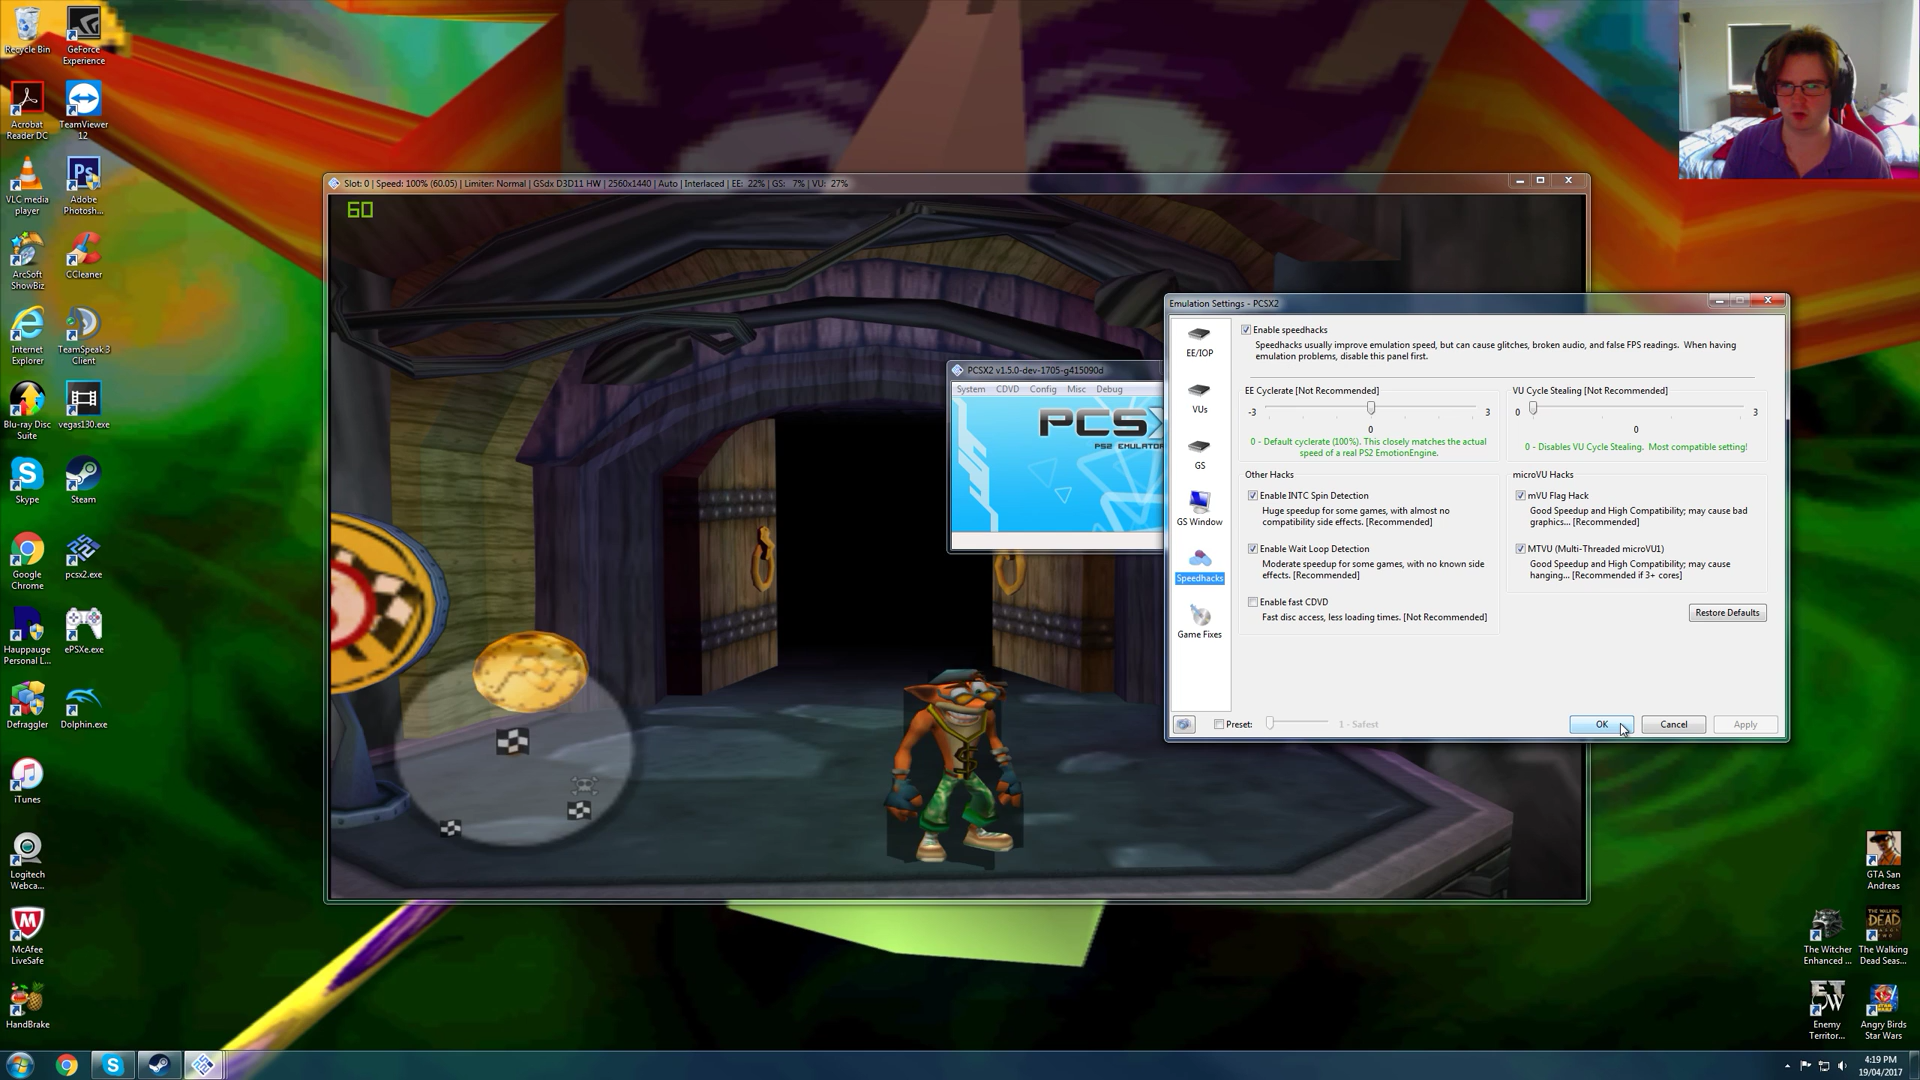 Recycle Bin
GeForce
Experience
Acrobat
Reader DC
TeamViewer
12
VLC media
player
Adobe
Photosh...
ArcSoft
ShowBiz
CCleaner
Internet
Explorer
TeamSpeak 3
Client
Blu-ray Disc
Suite
vegas130.exe
Skype
Steam
Google
Chrome
pcsx2.exe
Hauppauge
Personal L...
ePSXe.exe
Defraggler
Dolphin.exe
iTunes
Logitech
Webca...
McAfee
LiveSafe
HandBrake
Slot: 0 | Speed: 100% (60.05) | Limiter: Normal | GSdx D3D11 HW | 2560x1440 | Auto | Interlaced | EE: 22% | GS: 7% | VU: 27%
60
PCSX2 v1.5.0-dev-1705-g415090d
System CDVD Config Misc Debug
PCSX
PS2 EMULATOR
Emulation Settings - PCSX2
EE/IOP
VUs
GS
GS Window
Speedhacks
Game Fixes
Enable speedhacks
Speedhacks usually improve emulation speed, but can cause glitches, broken audio, and false FPS readings. When having
emulation problems, disable this panel first.
EE Cyclerate [Not Recommended]
-3
3
0
0 - Default cyclerate (100%). This closely matches the actual
speed of a real PS2 EmotionEngine.
VU Cycle Stealing [Not Recommended]
0
3
0
0 - Disables VU Cycle Stealing. Most compatible setting!
Other Hacks
Enable INTC Spin Detection
Huge speedup for some games, with almost no
compatibility side effects. [Recommended]
Enable Wait Loop Detection
Moderate speedup for some games, with no known side
effects. [Recommended]
Enable fast CDVD
Fast disc access, less loading times. [Not Recommended]
microVU Hacks
mVU Flag Hack
Good Speedup and High Compatibility; may cause bad
graphics... [Recommended]
MTVU (Multi-Threaded microVU1)
Good Speedup and High Compatibility; may cause
hanging... [Recommended if 3+ cores]
Restore Defaults
Preset:
1 - Safest
OK
Cancel
Apply
GTA San
Andreas
The Witcher
Enhanced ...
The Walking
Dead Seas...
Enemy
Territor...
Angry Birds
Star Wars
4:19 PM
19/04/2017